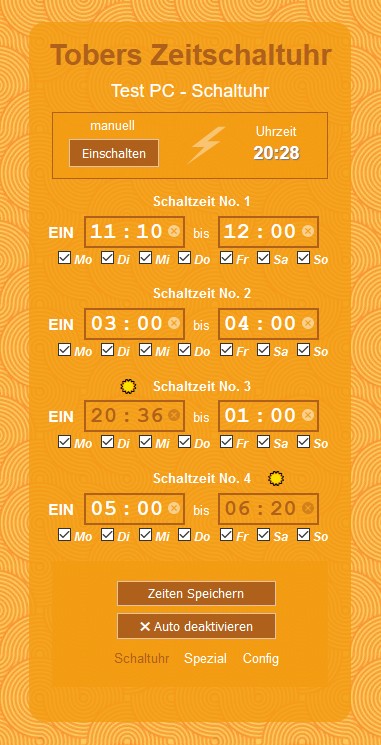 Tobers Zeitschaltuhr
Test PC - Schaltuhr
manuell
Einschalten
Uhrzeit
20:28
Schaltzeit No. 1
EIN 11:10 bis 12:00
Mo Di Mi Do Fr Sa So
Schaltzeit No. 2
EIN 03:00 bis 04:00
Mo Di Mi Do Fr Sa So
Schaltzeit No. 3
EIN 20:36 bis 01:00
Mo Di Mi Do Fr Sa So
Schaltzeit No. 4
EIN 05:00 bis 06:20
Mo Di Mi Do Fr Sa So
Zeiten Speichern
✕ Auto deaktivieren
Schaltuhr Spezial Config